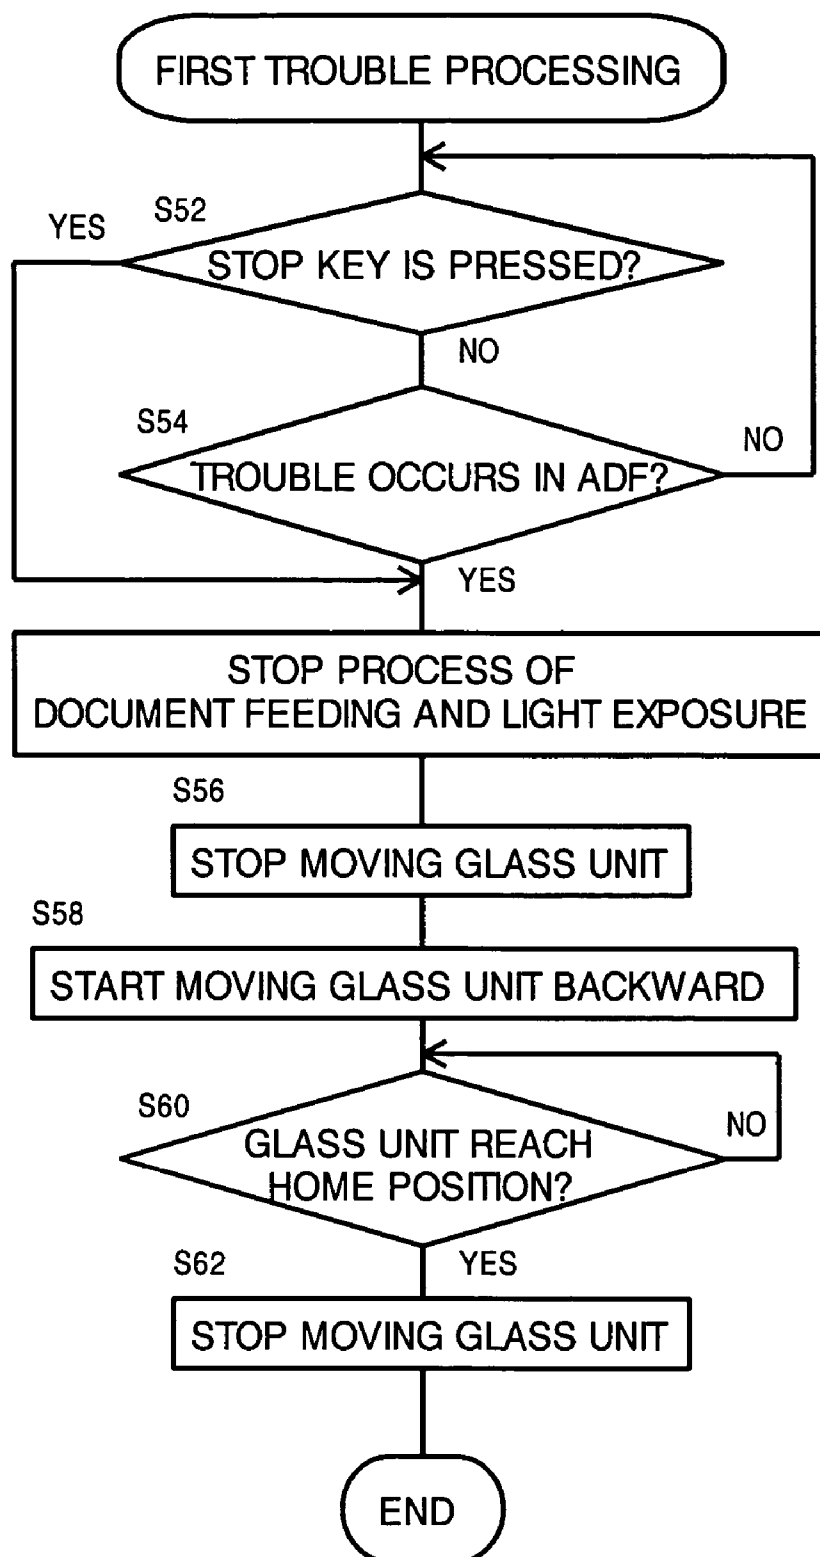 FIRST TROUBLE PROCESSING
S52
YES
STOP KEY IS PRESSED?
NO
S54
NO
TROUBLE OCCURS IN ADF?
YES
STOP PROCESS OF
DOCUMENT FEEDING AND LIGHT EXPOSURE
S56
STOP MOVING GLASS UNIT
S58
START MOVING GLASS UNIT BACKWARD
S60
NO
GLASS UNIT REACH
HOME POSITION?
S62
YES
STOP MOVING GLASS UNIT
END